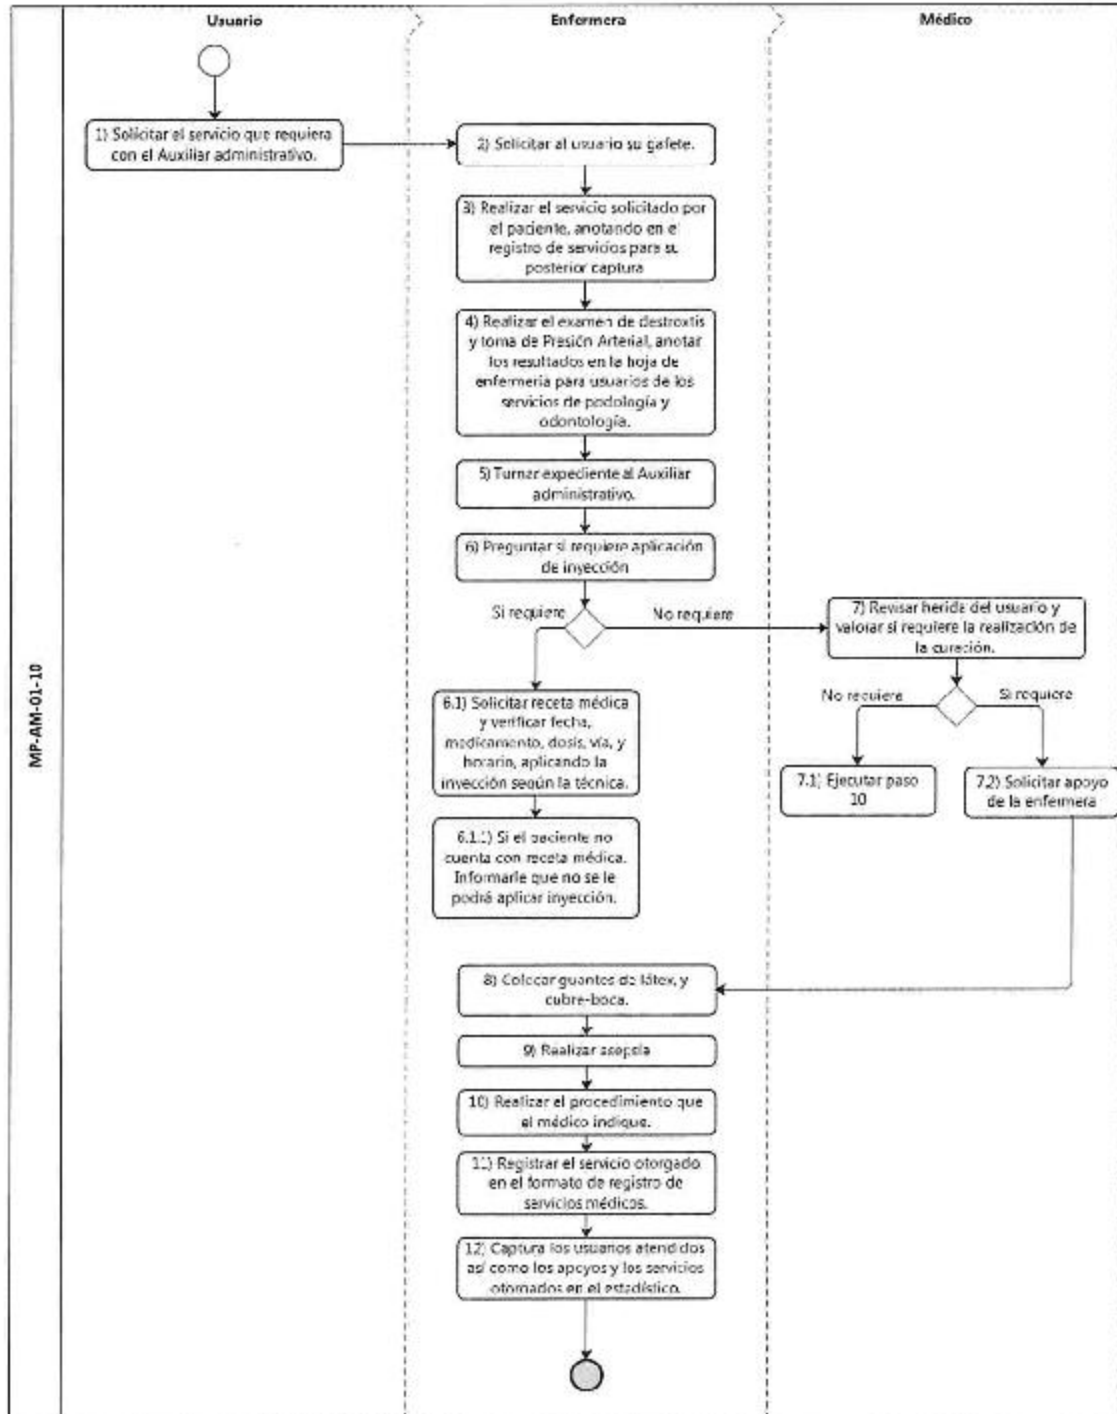 Usuario
Enfermera
Médico
MP-AM-01-10
1) Solicitar el servicio que requiera
con el Auxiliar administrativo.
2) Solicitar al usuario su gafete.
3) Realizar el servicio solicitado por
el paciente, anotando en el
registro de servicios para su
posterior captura
4) Realizar el examen de destroxtis
y toma de Presión Arterial, anotar
los resultados en la hoja de
enfermería para usuarios de los
servicios de podología y
odontología.
5) Turnar expediente al Auxiliar
administrativo.
6) Preguntar si requiere aplicación
de inyección
Si requiere
No requiere
7) Revisar herida del usuario y
valorar si requiere la realización de
la curación.
No requiere
Si requiere
6.1) Solicitar receta médica
y verificar fecha,
medicamento, dosis, vía, y
horario, aplicando la
inyección según la técnica.
7.1) Ejecutar paso
10
7.2) Solicitar apoyo
de la enfermera
6.1.1) Si el paciente no
cuenta con receta médica.
Informarle que no se le
podrá aplicar inyección.
8) Colocar guantes de látex, y
cubre-boca.
9) Realizar asepsia
10) Realizar el procedimiento que
el médico indique.
11) Registrar el servicio otorgado
en el formato de registro de
servicios médicos.
12) Captura los usuarios atendidos
así como los apoyos y los servicios
otornados en el estadístico.